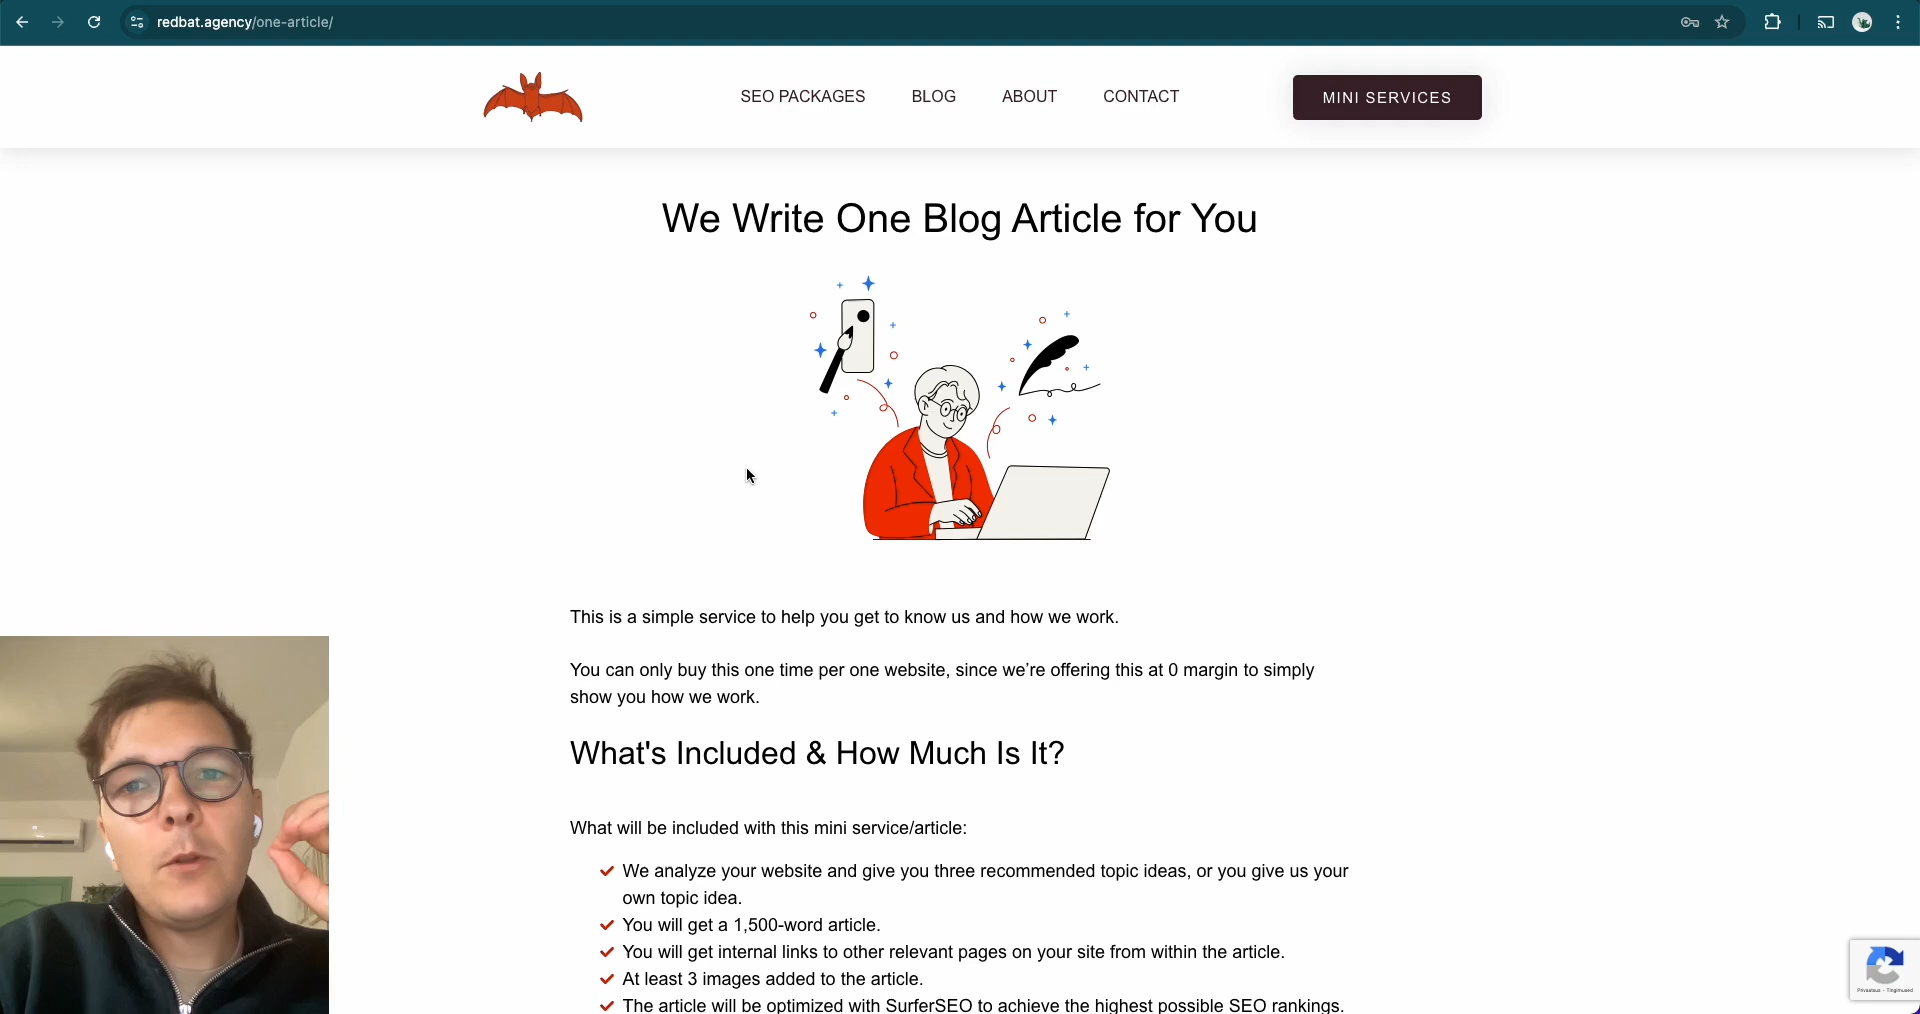 redbat.agency/one-article/
SEO PACKAGES
BLOG
ABOUT
CONTACT
MINI SERVICES
We Write One Blog Article for You
This is a simple service to help you get to know us and how we work.
You can only buy this one time per one website, since we're offering this at 0 margin to simply
show you how we work.
What's Included & How Much Is It?
What will be included with this mini service/article:
We analyze your website and give you three recommended topic ideas, or you give us your
own topic idea.
You will get a 1,500-word article.
You will get internal links to other relevant pages on your site from within the article.
At least 3 images added to the article.
The article will be optimized with SurferSEO to achieve the highest possible SEO rankings.
Privaatsus - Tingimused